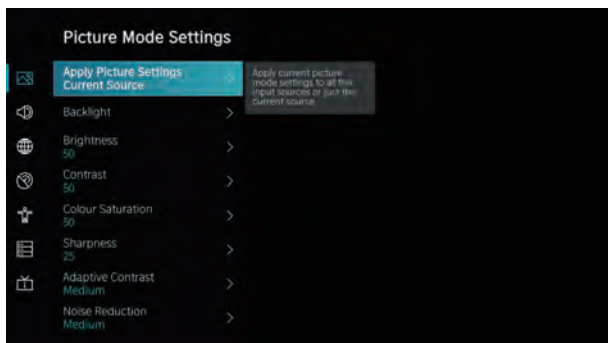 Picture Mode Settings
Apply Picture Settings
Current Source
Apply current picture
mode settings to all the
input sources or just the
current source.
Backlight
Brightness
50
Contrast
50
Colour Saturation
50
Sharpness
25
Adaptive Contrast
Medium
Noise Reduction
Medium